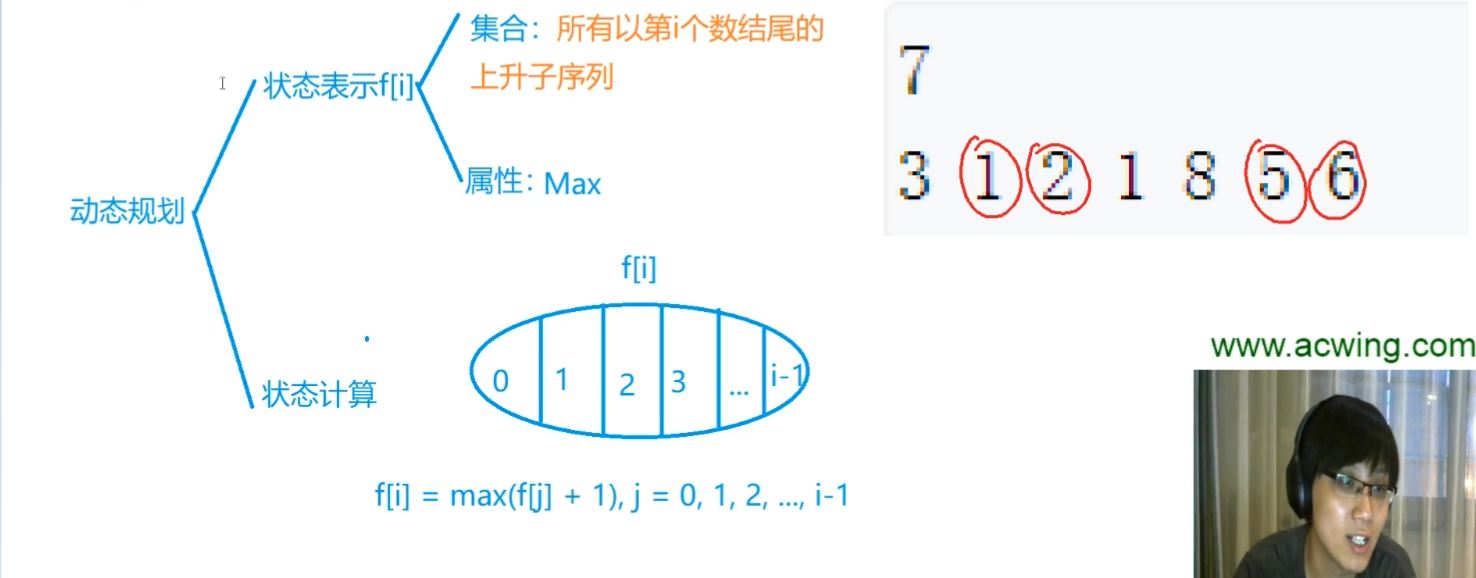 集合：所有以第i个数结尾的
上升子序列
状态表示f[i]
属性：Max
动态规划
状态计算
f[i]
0 1 2 3 ... i-1
f[i] = max(f[j] + 1), j = 0, 1, 2, ..., i-1
7
3 1 2 1 8 5 6
www.acwing.com